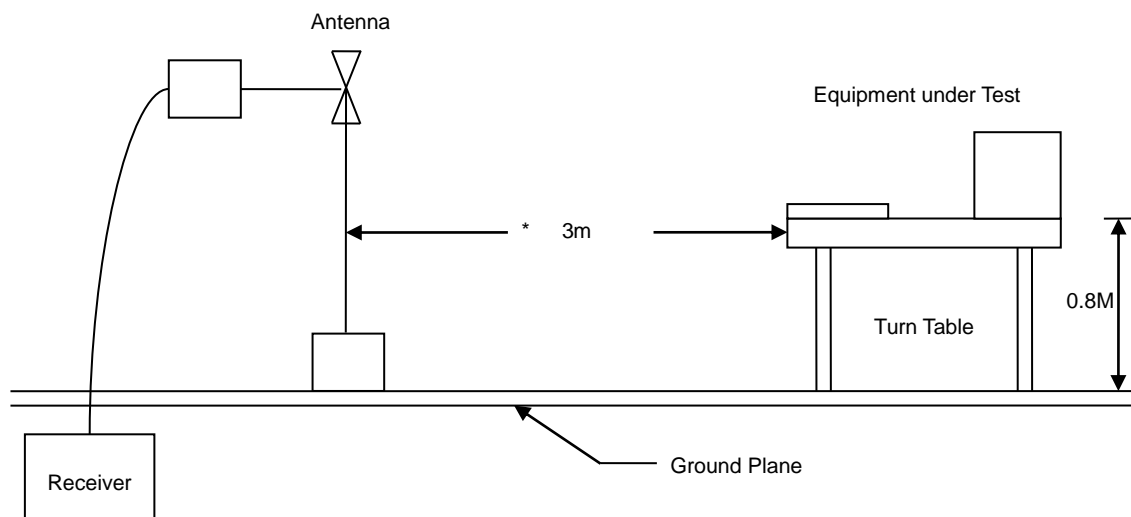 Antenna
Equipment under Test
* 3m
0.8M
Turn Table
Ground Plane
Receiver